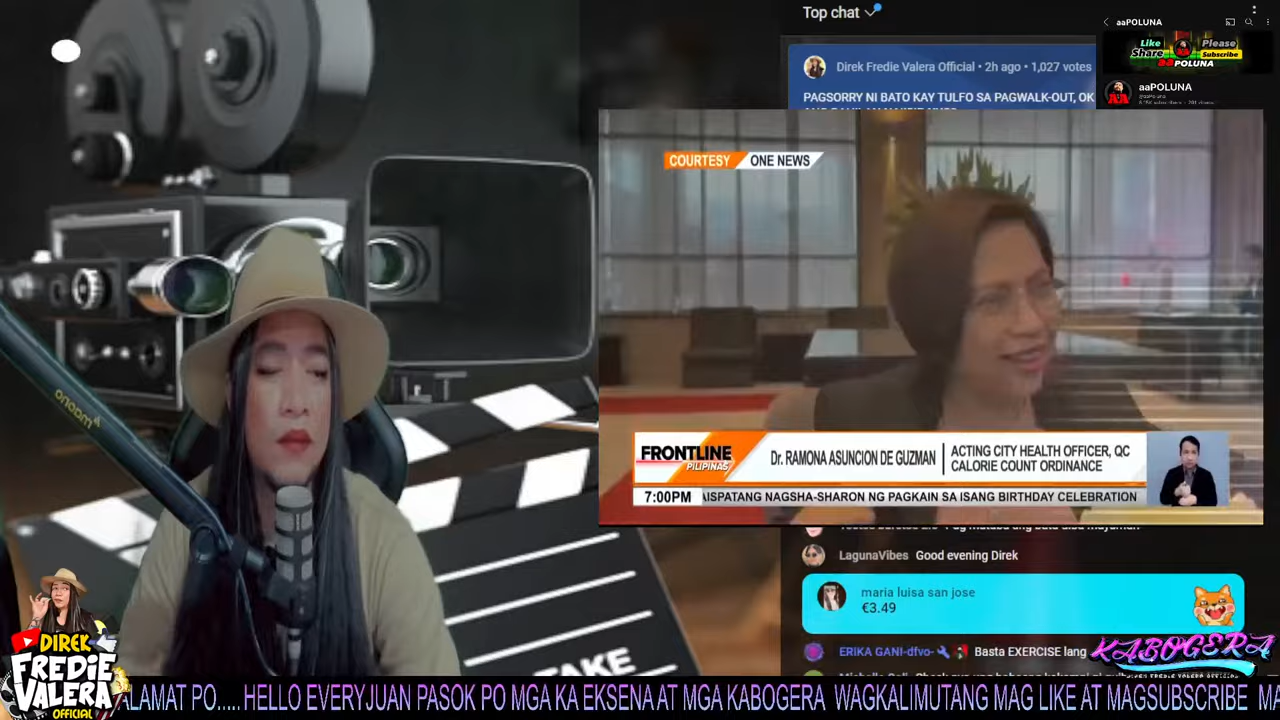 Top chat
aaPOLUNA
Like
Share
Please
Subscribe
aaPOLUNA
Direk Fredie Valera Official • 2h ago • 1,027 votes
PAGSORRY NI BATO KAY TULFO SA PAGWALK-OUT, OK
aaPOLUNA
COURTESY ONE NEWS
maono
FRONTLINE
PILIPINAS
Dr. RAMONA ASUNCION DE GUZMAN
ACTING CITY HEALTH OFFICER, QC
CALORIE COUNT ORDINANCE
7:00PM AISPATANG NAGSHA-SHARON NG PAGKAIN SA ISANG BIRTHDAY CELEBRATION
LagunaVibes Good evening Direk
maria luisa san jose
€3.49
ERIKA GANI-dfvo- Basta EXERCISE lang
KABOGERA
TAKE
DIREK
FREDIE
VALERA
OFFICIAL
ALAMAT PO.....HELLO EVERYJUAN PASOK PO MGA KA EKSENA AT MGA KABOGERA WAGKALIMUTANG MAG LIKE AT MAGSUBSCRIBE MA